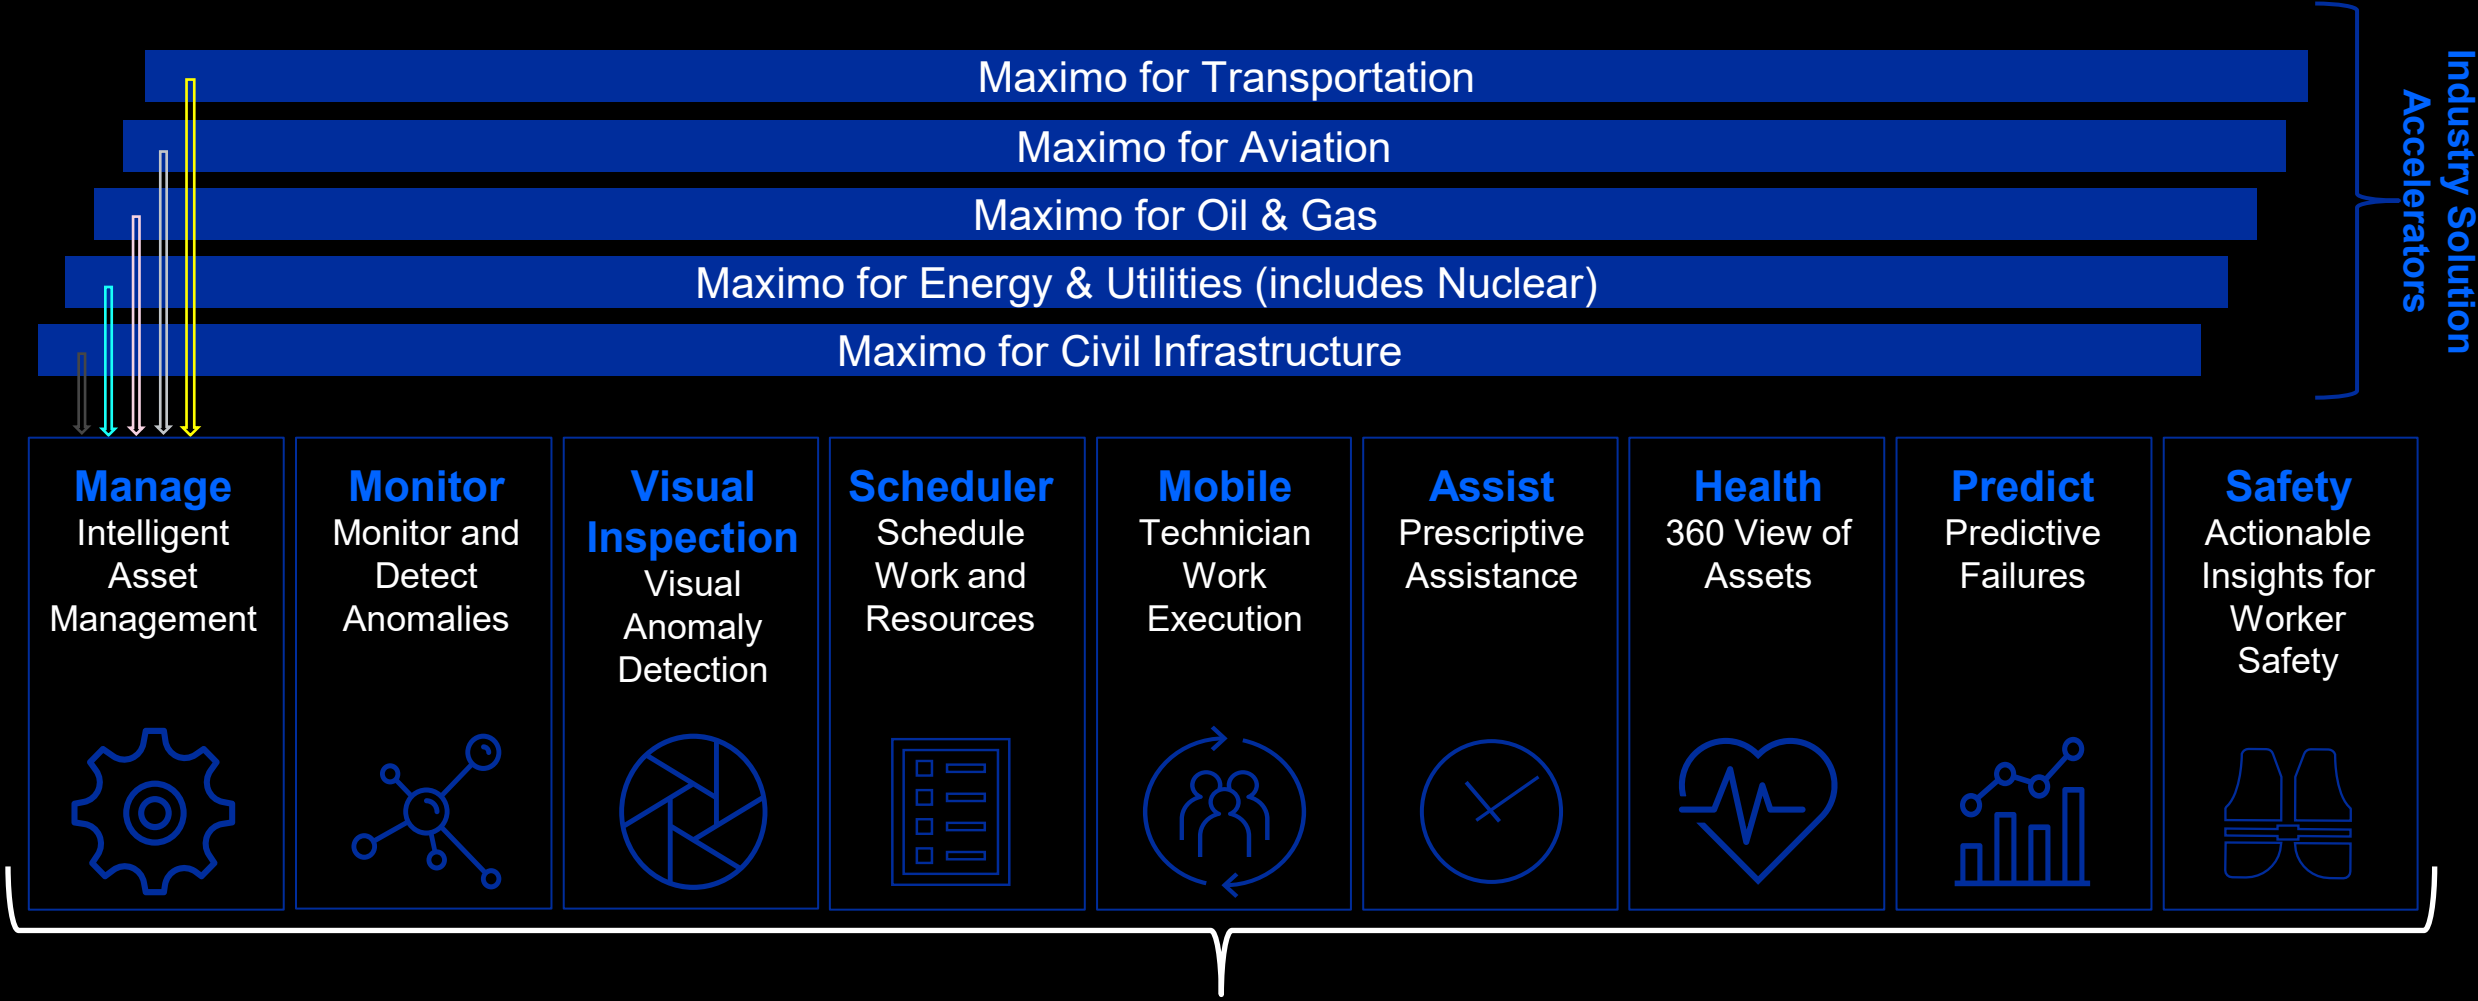 Maximo for Transportation
Maximo for Aviation
Maximo for Oil & Gas
Maximo for Energy & Utilities (includes Nuclear)
Maximo for Civil Infrastructure
Industry Solution
Accelerators
Manage
Intelligent
Asset
Management
Monitor
Monitor and
Detect
Anomalies
Visual
Inspection
Visual
Anomaly
Detection
Scheduler
Schedule
Work and
Resources
Mobile
Technician
Work
Execution
Assist
Prescriptive
Assistance
Health
360 View of
Assets
Predict
Predictive
Failures
Safety
Actionable
Insights for
Worker
Safety